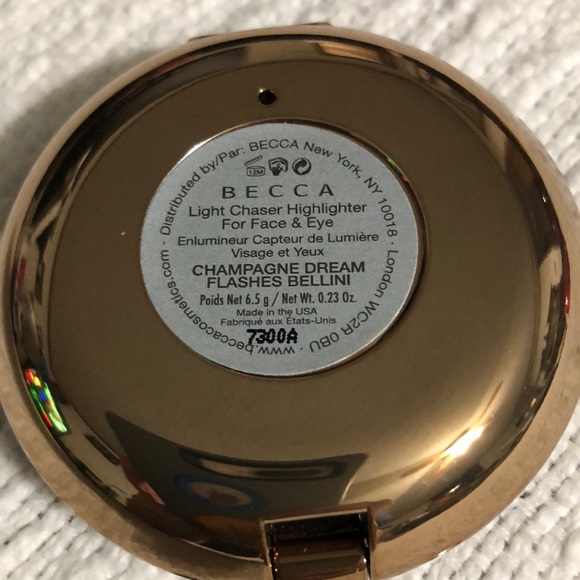 Distributed by/Par: BECCA New York, NY 10018 · London WC2R 0BU · www.beccacosmetics.com ·
12M
BECCA
Light Chaser Highlighter
For Face & Eye
Enlumineur Capteur de Lumière
Visage et Yeux
CHAMPAGNE DREAM
FLASHES BELLINI
Poids Net 6.5 g / Net Wt. 0.23 Oz.
Made in the USA
Fabriqué aux États-Unis
7300A